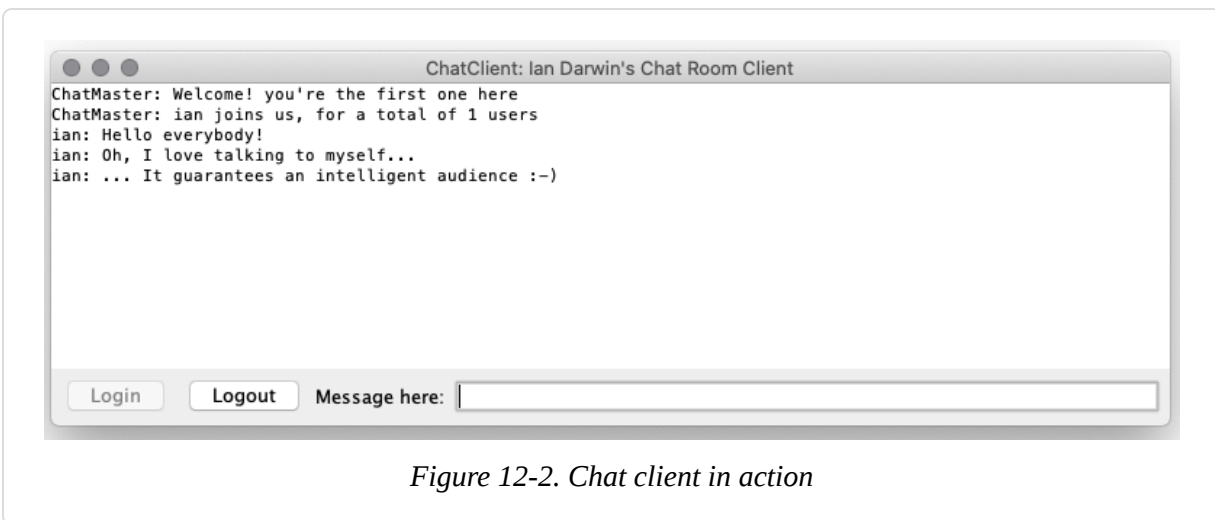 ChatClient: Ian Darwin's Chat Room Client
ChatMaster: Welcome! you're the first one here
ChatMaster: ian joins us, for a total of 1 users
ian: Hello everybody!
ian: Oh, I love talking to myself...
ian: ... It guarantees an intelligent audience :-)
Login Logout Message here:
Figure 12-2. Chat client in action